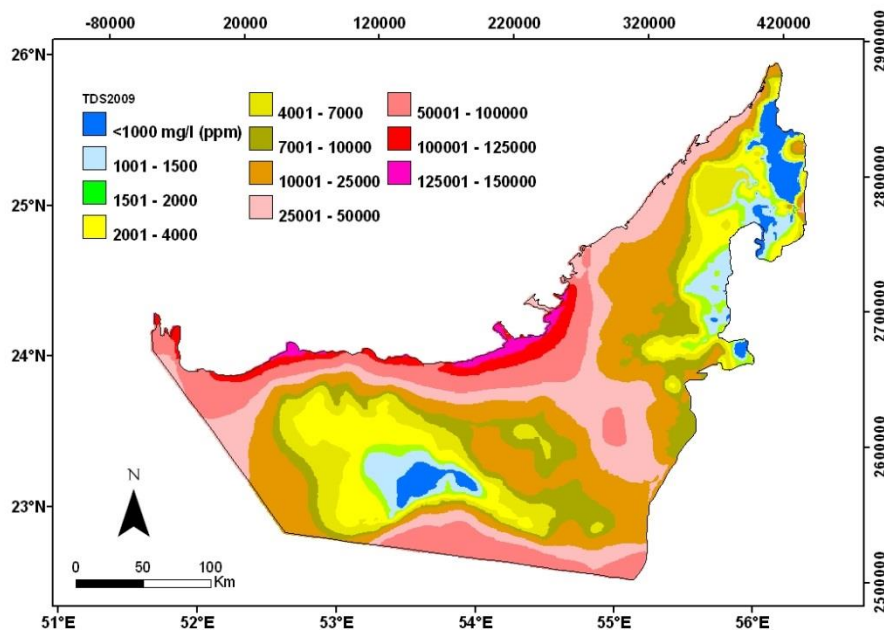 -80000 20000 120000 220000 320000 420000
26°N
25°N
24°N
23°N
2900000
2800000
2700000
2600000
2500000
TDS2009
<1000 mg/l (ppm)
1001 - 1500
1501 - 2000
2001 - 4000
4001 - 7000
7001 - 10000
10001 - 25000
25001 - 50000
50001 - 100000
100001 - 125000
125001 - 150000
N
0 50 100
Km
51°E 52°E 53°E 54°E 55°E 56°E